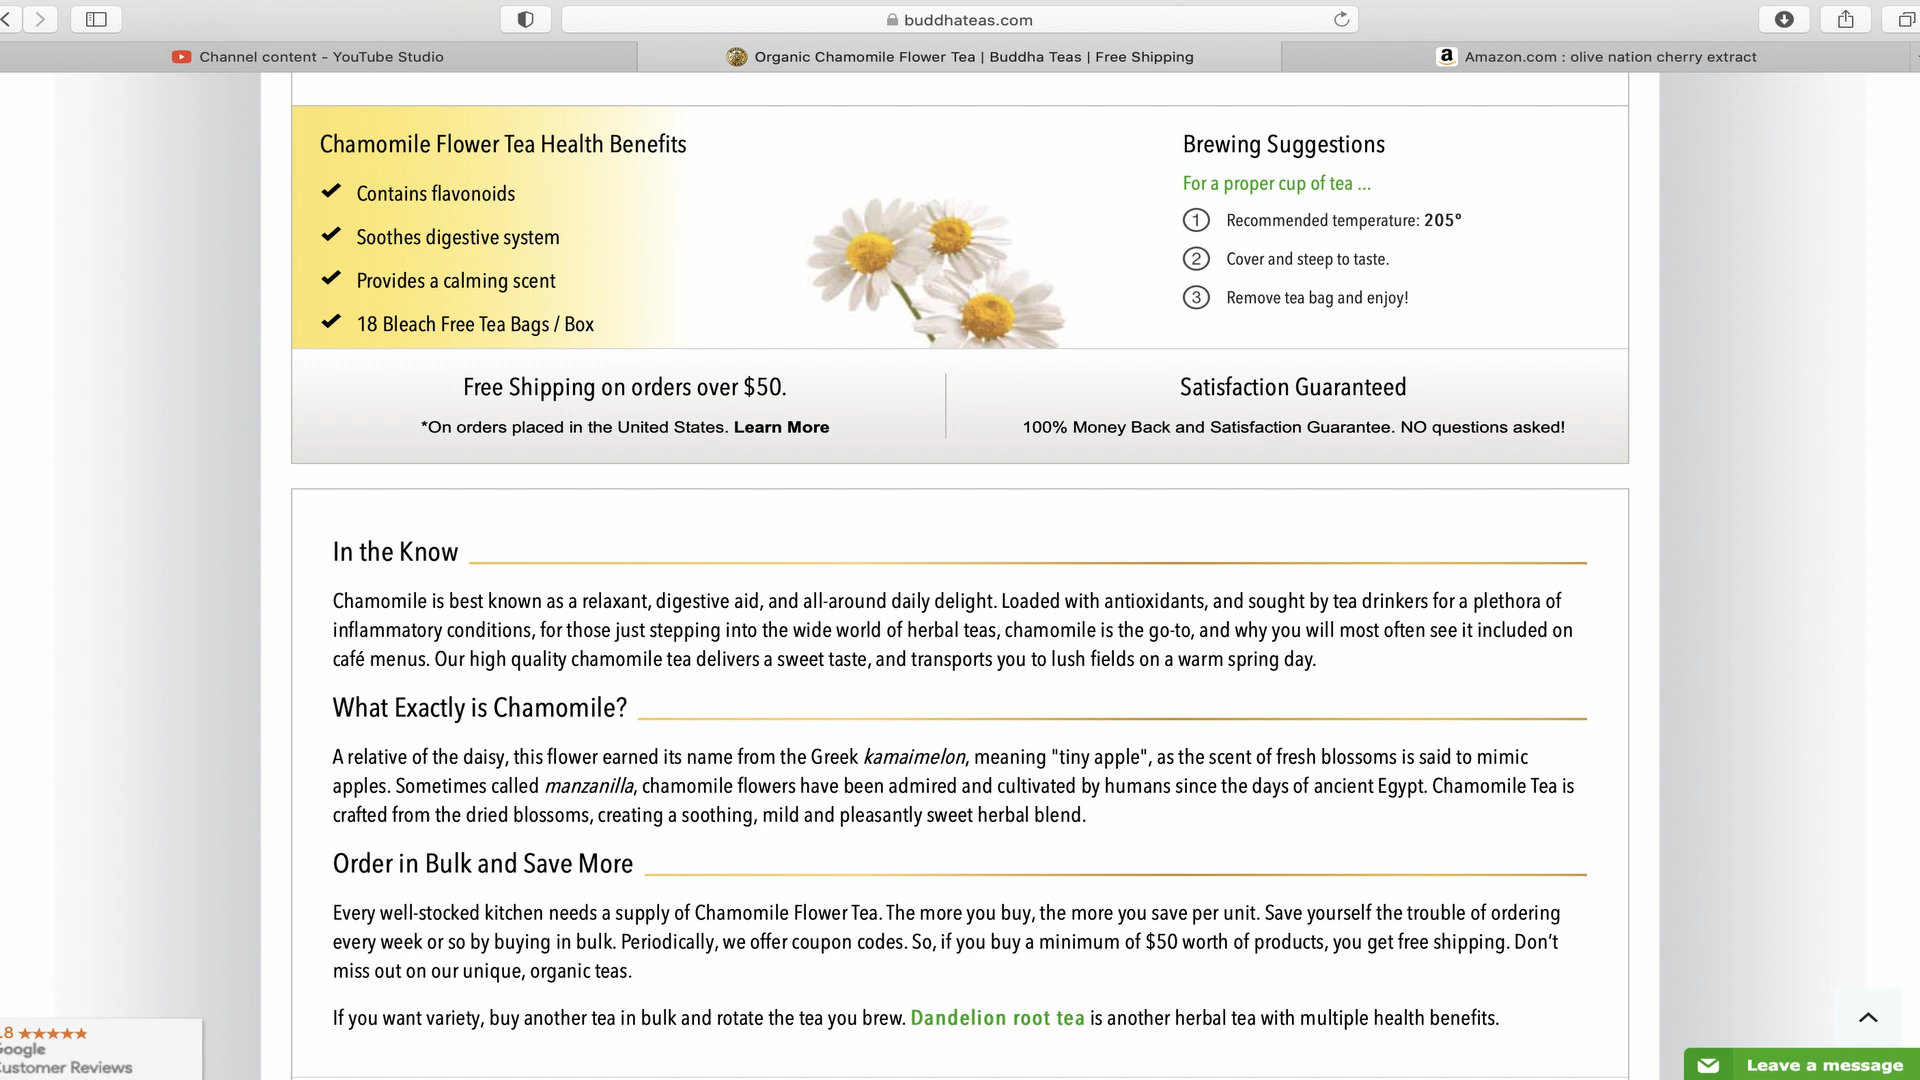 buddhateas.com
Channel content - YouTube Studio
Organic Chamomile Flower Tea | Buddha Teas | Free Shipping
a Amazon.com : olive nation cherry extract
Chamomile Flower Tea Health Benefits
Contains flavonoids
Soothes digestive system
Provides a calming scent
18 Bleach Free Tea Bags / Box
Brewing Suggestions
For a proper cup of tea ...
1 Recommended temperature: 205º
2 Cover and steep to taste.
3 Remove tea bag and enjoy!
Free Shipping on orders over $50.
*On orders placed in the United States. Learn More
Satisfaction Guaranteed
100% Money Back and Satisfaction Guarantee. NO questions asked!
In the Know
Chamomile is best known as a relaxant, digestive aid, and all-around daily delight. Loaded with antioxidants, and sought by tea drinkers for a plethora of
inflammatory conditions, for those just stepping into the wide world of herbal teas, chamomile is the go-to, and why you will most often see it included on
café menus. Our high quality chamomile tea delivers a sweet taste, and transports you to lush fields on a warm spring day.
What Exactly is Chamomile?
A relative of the daisy, this flower earned its name from the Greek kamaimelon, meaning "tiny apple", as the scent of fresh blossoms is said to mimic
apples. Sometimes called manzanilla, chamomile flowers have been admired and cultivated by humans since the days of ancient Egypt. Chamomile Tea is
crafted from the dried blossoms, creating a soothing, mild and pleasantly sweet herbal blend.
Order in Bulk and Save More
Every well-stocked kitchen needs a supply of Chamomile Flower Tea. The more you buy, the more you save per unit. Save yourself the trouble of ordering
every week or so by buying in bulk. Periodically, we offer coupon codes. So, if you buy a minimum of $50 worth of products, you get free shipping. Don't
miss out on our unique, organic teas.
If you want variety, buy another tea in bulk and rotate the tea you brew. Dandelion root tea is another herbal tea with multiple health benefits.
.8
Google
Customer Reviews
Leave a message